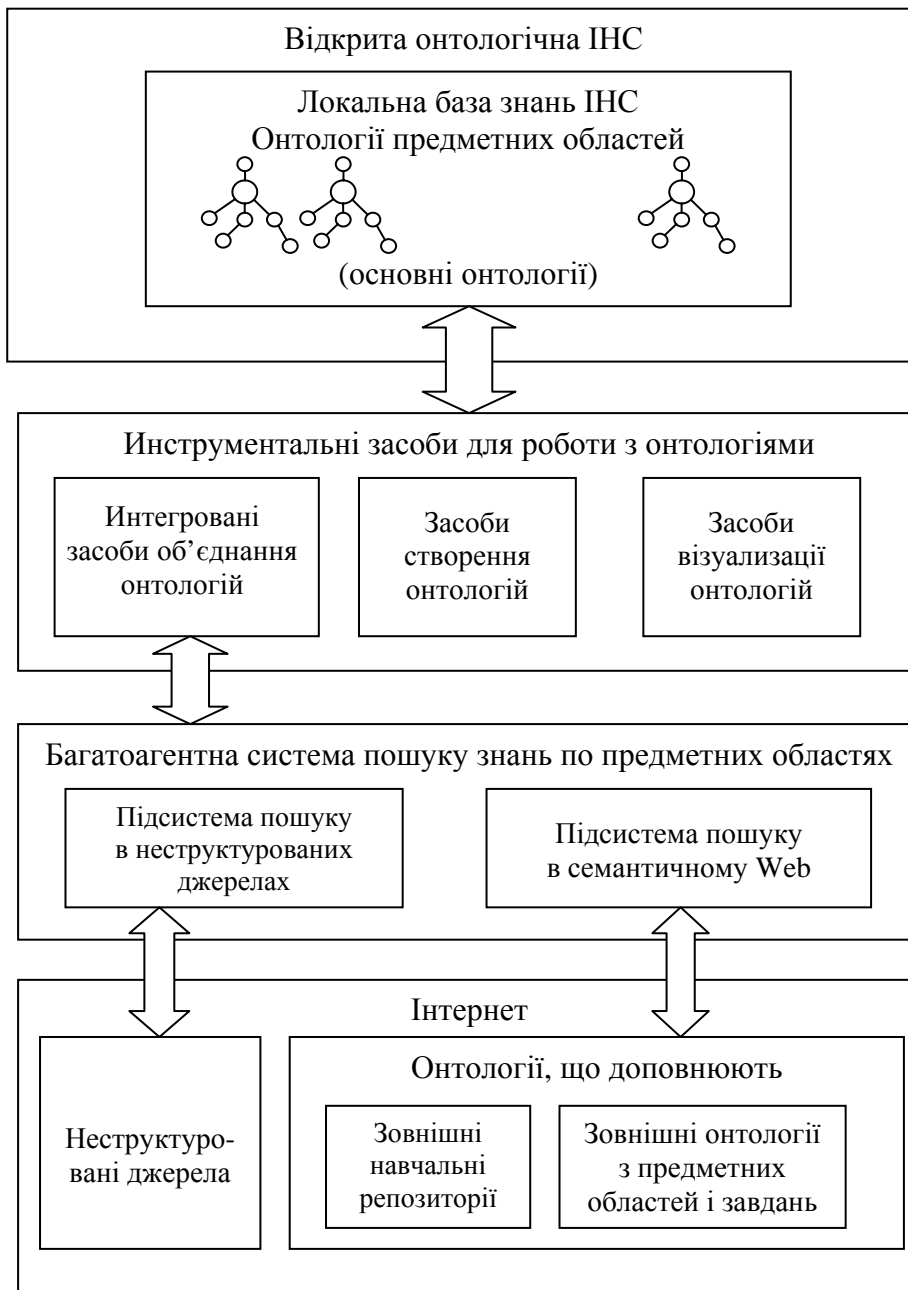 Відкрита онтологічна ІНС
Локальна база знань ІНС
Онтології предметних областей
(основні онтології)
Инструментальні засоби для роботи з онтологіями
Интегровані
засоби об’єднання
онтологій
Засоби
створення
онтологій
Засоби
візуализації
онтологій
Багатоагентна система пошуку знань по предметних областях
Підсистема пошуку
в неструктурованих
джерелах
Підсистема пошуку
в семантичному Web
Інтернет
Неструктуро-
вані джерела
Онтології, що доповнюють
Зовнішні
навчальні
репозиторії
Зовнішні онтології
з предметних
областей і завдань